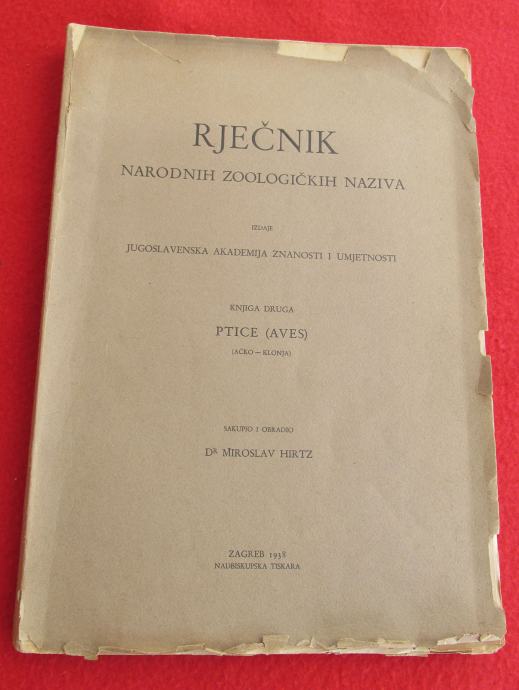 RJEČNIK
NARODNIH ZOOLOGIČKIH NAZIVA
IZDAJE
JUGOSLAVENSKA AKADEMIJA ZNANOSTI I UMJETNOSTI
KNJIGA DRUGA
PTICE (AVES)
(AČKO — KLONJA)
SAKUPIO I OBRADIO
DR MIROSLAV HIRTZ
ZAGREB 1938
NADBISKUPSKA TISKARA